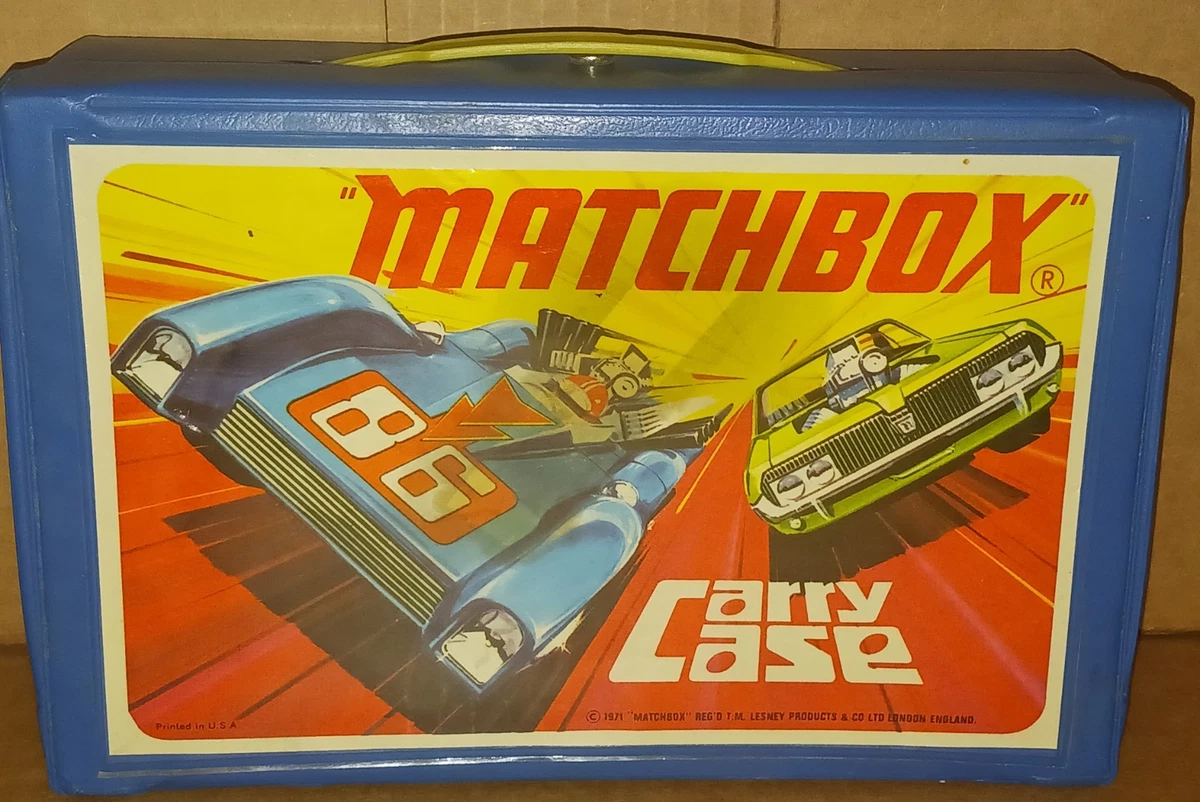 "MATCHBOX"®
86
Carry
Case
Printed in U.S.A.
© 1971 "MATCHBOX" REG'D T.M. LESNEY PRODUCTS & CO LTD LONDON ENGLAND.